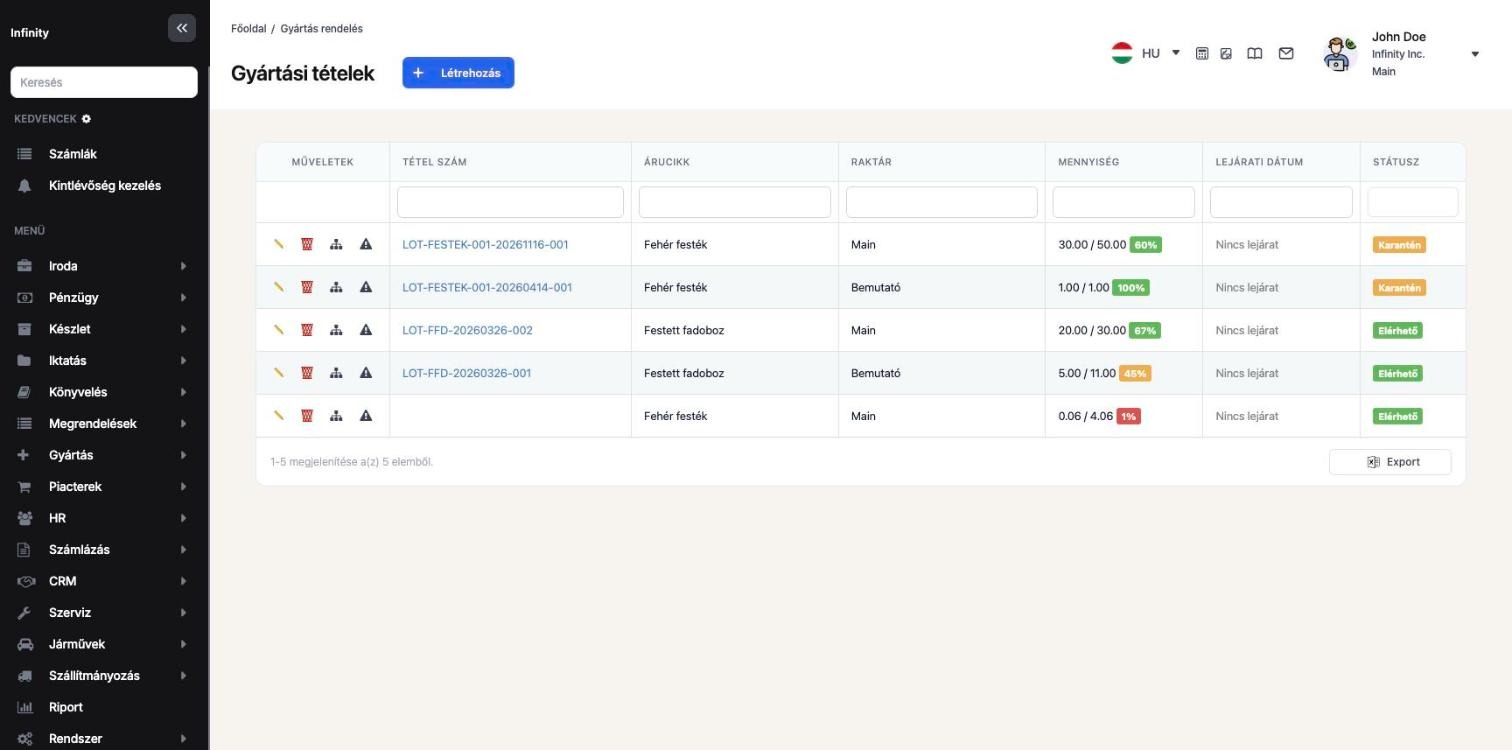 Infinity
Keresés
KEDVENCEK
Számlák
Kintlévőség kezelés
MENÜ
Iroda
Pénzügy
Készlet
Iktatás
Könyvelés
Megrendelések
Gyártás
Piacterek
HR
Számlázás
CRM
Szerviz
Járművek
Szállítmányozás
Riport
Rendszer
Főoldal / Gyártás rendelés
Gyártási tételek
+ Létrehozás
HU
John Doe
Infinity Inc.
Main
MŰVELETEK TÉTEL SZÁM ÁRUCIKK RAKTÁR MENNYISÉG LEJÁRATI DÁTUM STÁTUSZ
LOT-FESTEK-001-20261116-001 Fehér festék Main 30.00 / 50.00 60% Nincs lejárat Karantén
LOT-FESTEK-001-20260414-001 Fehér festék Bemutató 1.00 / 1.00 100% Nincs lejárat Karantén
LOT-FFD-20260326-002 Festett fadoboz Main 20.00 / 30.00 67% Nincs lejárat Elérhető
LOT-FFD-20260326-001 Festett fadoboz Bemutató 5.00 / 11.00 45% Nincs lejárat Elérhető
Fehér festék Main 0.06 / 4.06 1% Nincs lejárat Elérhető
1-5 megjelenítése a(z) 5 elemből.
Export